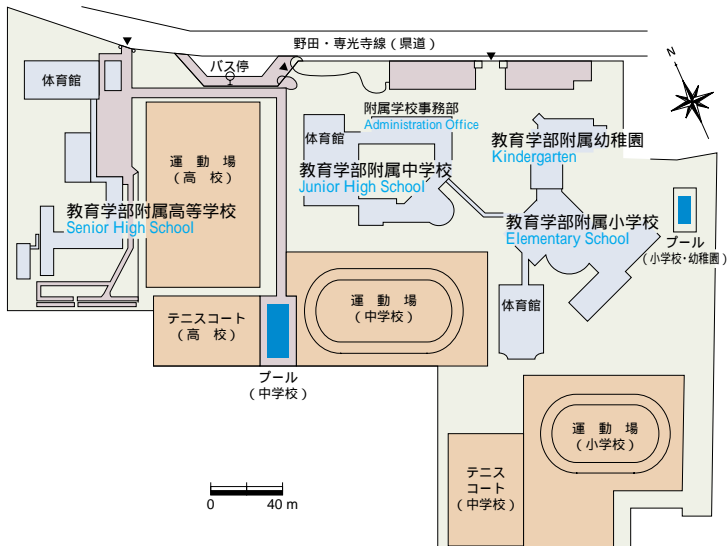 野田・専光寺線（県道）
バス停
N
体育館
附属学校事務部
Administration Office
体育館
教育学部附属幼稚園
Kindergarten
運　動　場
（高　校）
教育学部附属中学校
Junior High School
教育学部附属高等学校
Senior High School
教育学部附属小学校
Elementary School
プール
（小学校・幼稚園）
体育館
運　動　場
（中学校）
テニスコート
（高　校）
プール
（中学校）
運　動　場
（小学校）
テニス
コート
（中学校）
0 40 m